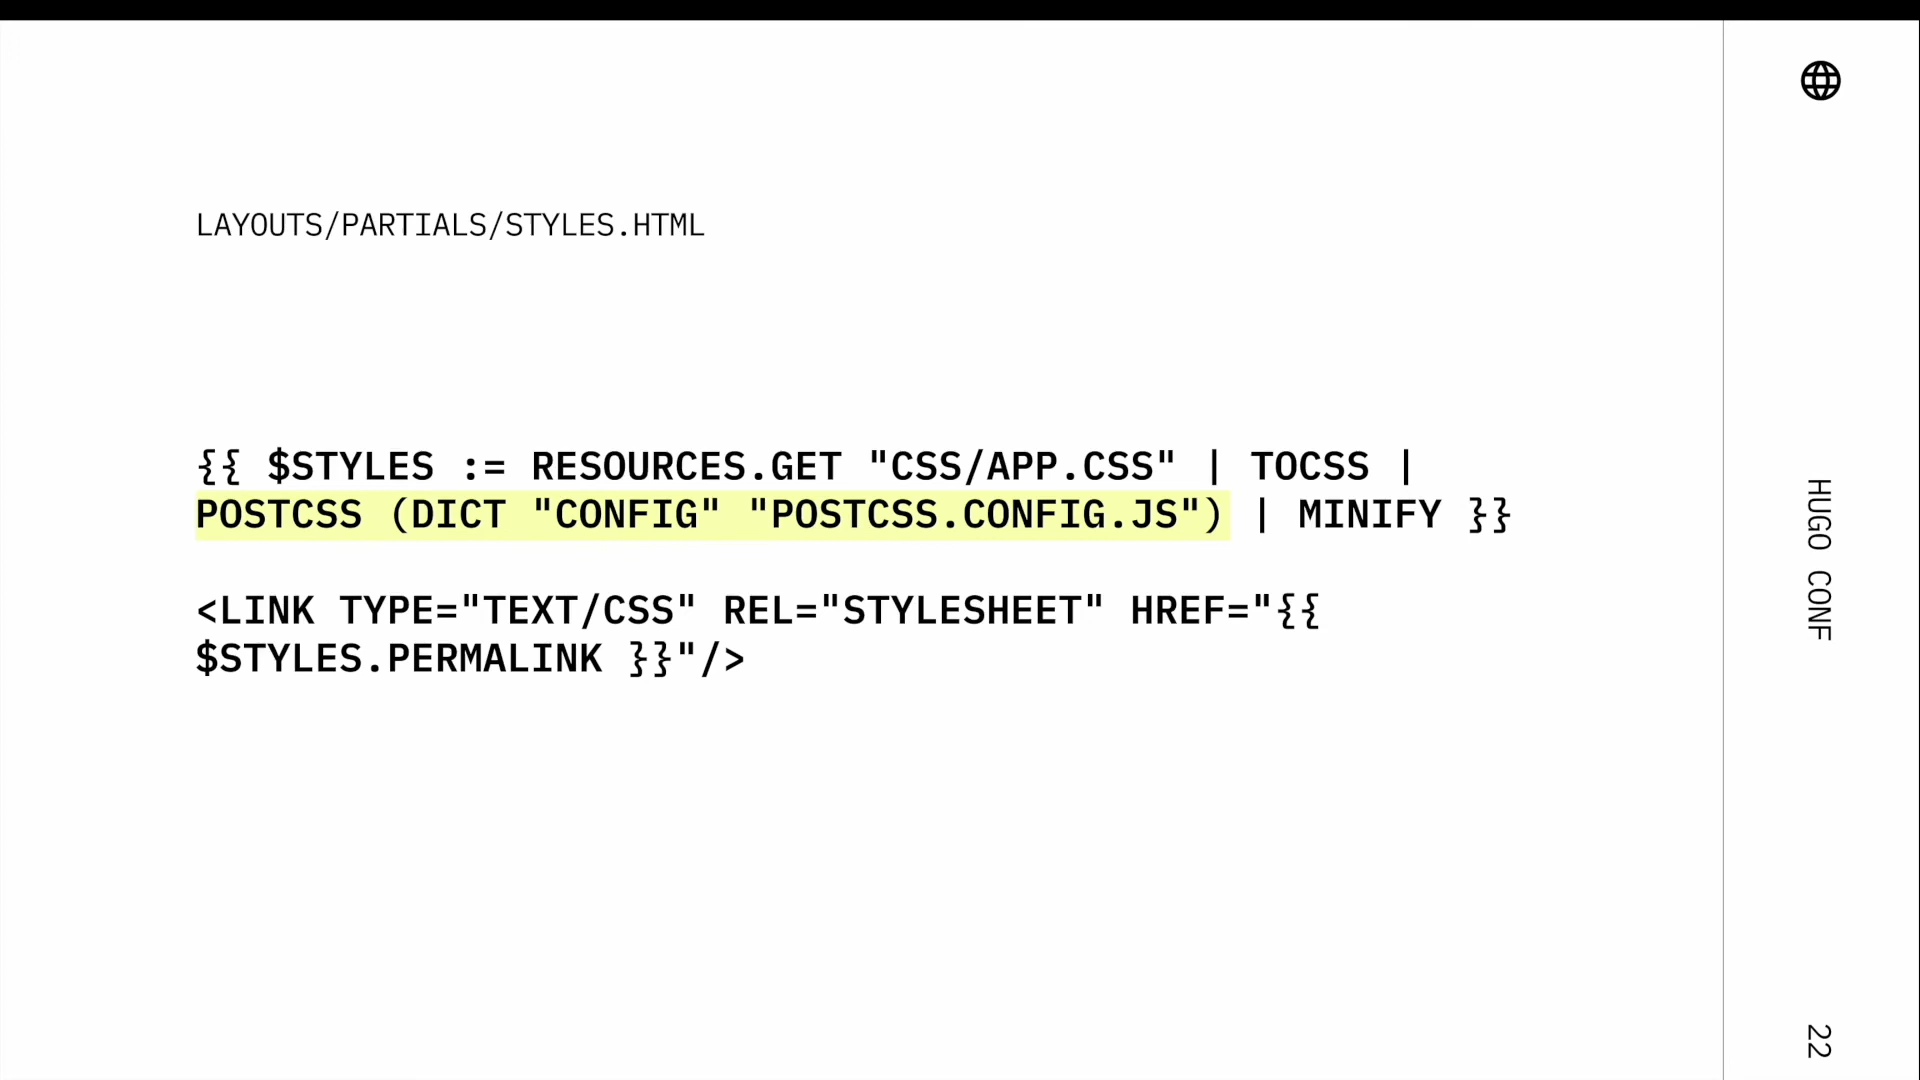 LAYOUTS/PARTIALS/STYLES.HTML
{{ $STYLES := RESOURCES.GET "CSS/APP.CSS" | TOCSS |
POSTCSS (DICT "CONFIG" "POSTCSS.CONFIG.JS") | MINIFY }}
<LINK TYPE="TEXT/CSS" REL="STYLESHEET" HREF="{{
$STYLES.PERMALINK }}"/>
HUGO CONF
22